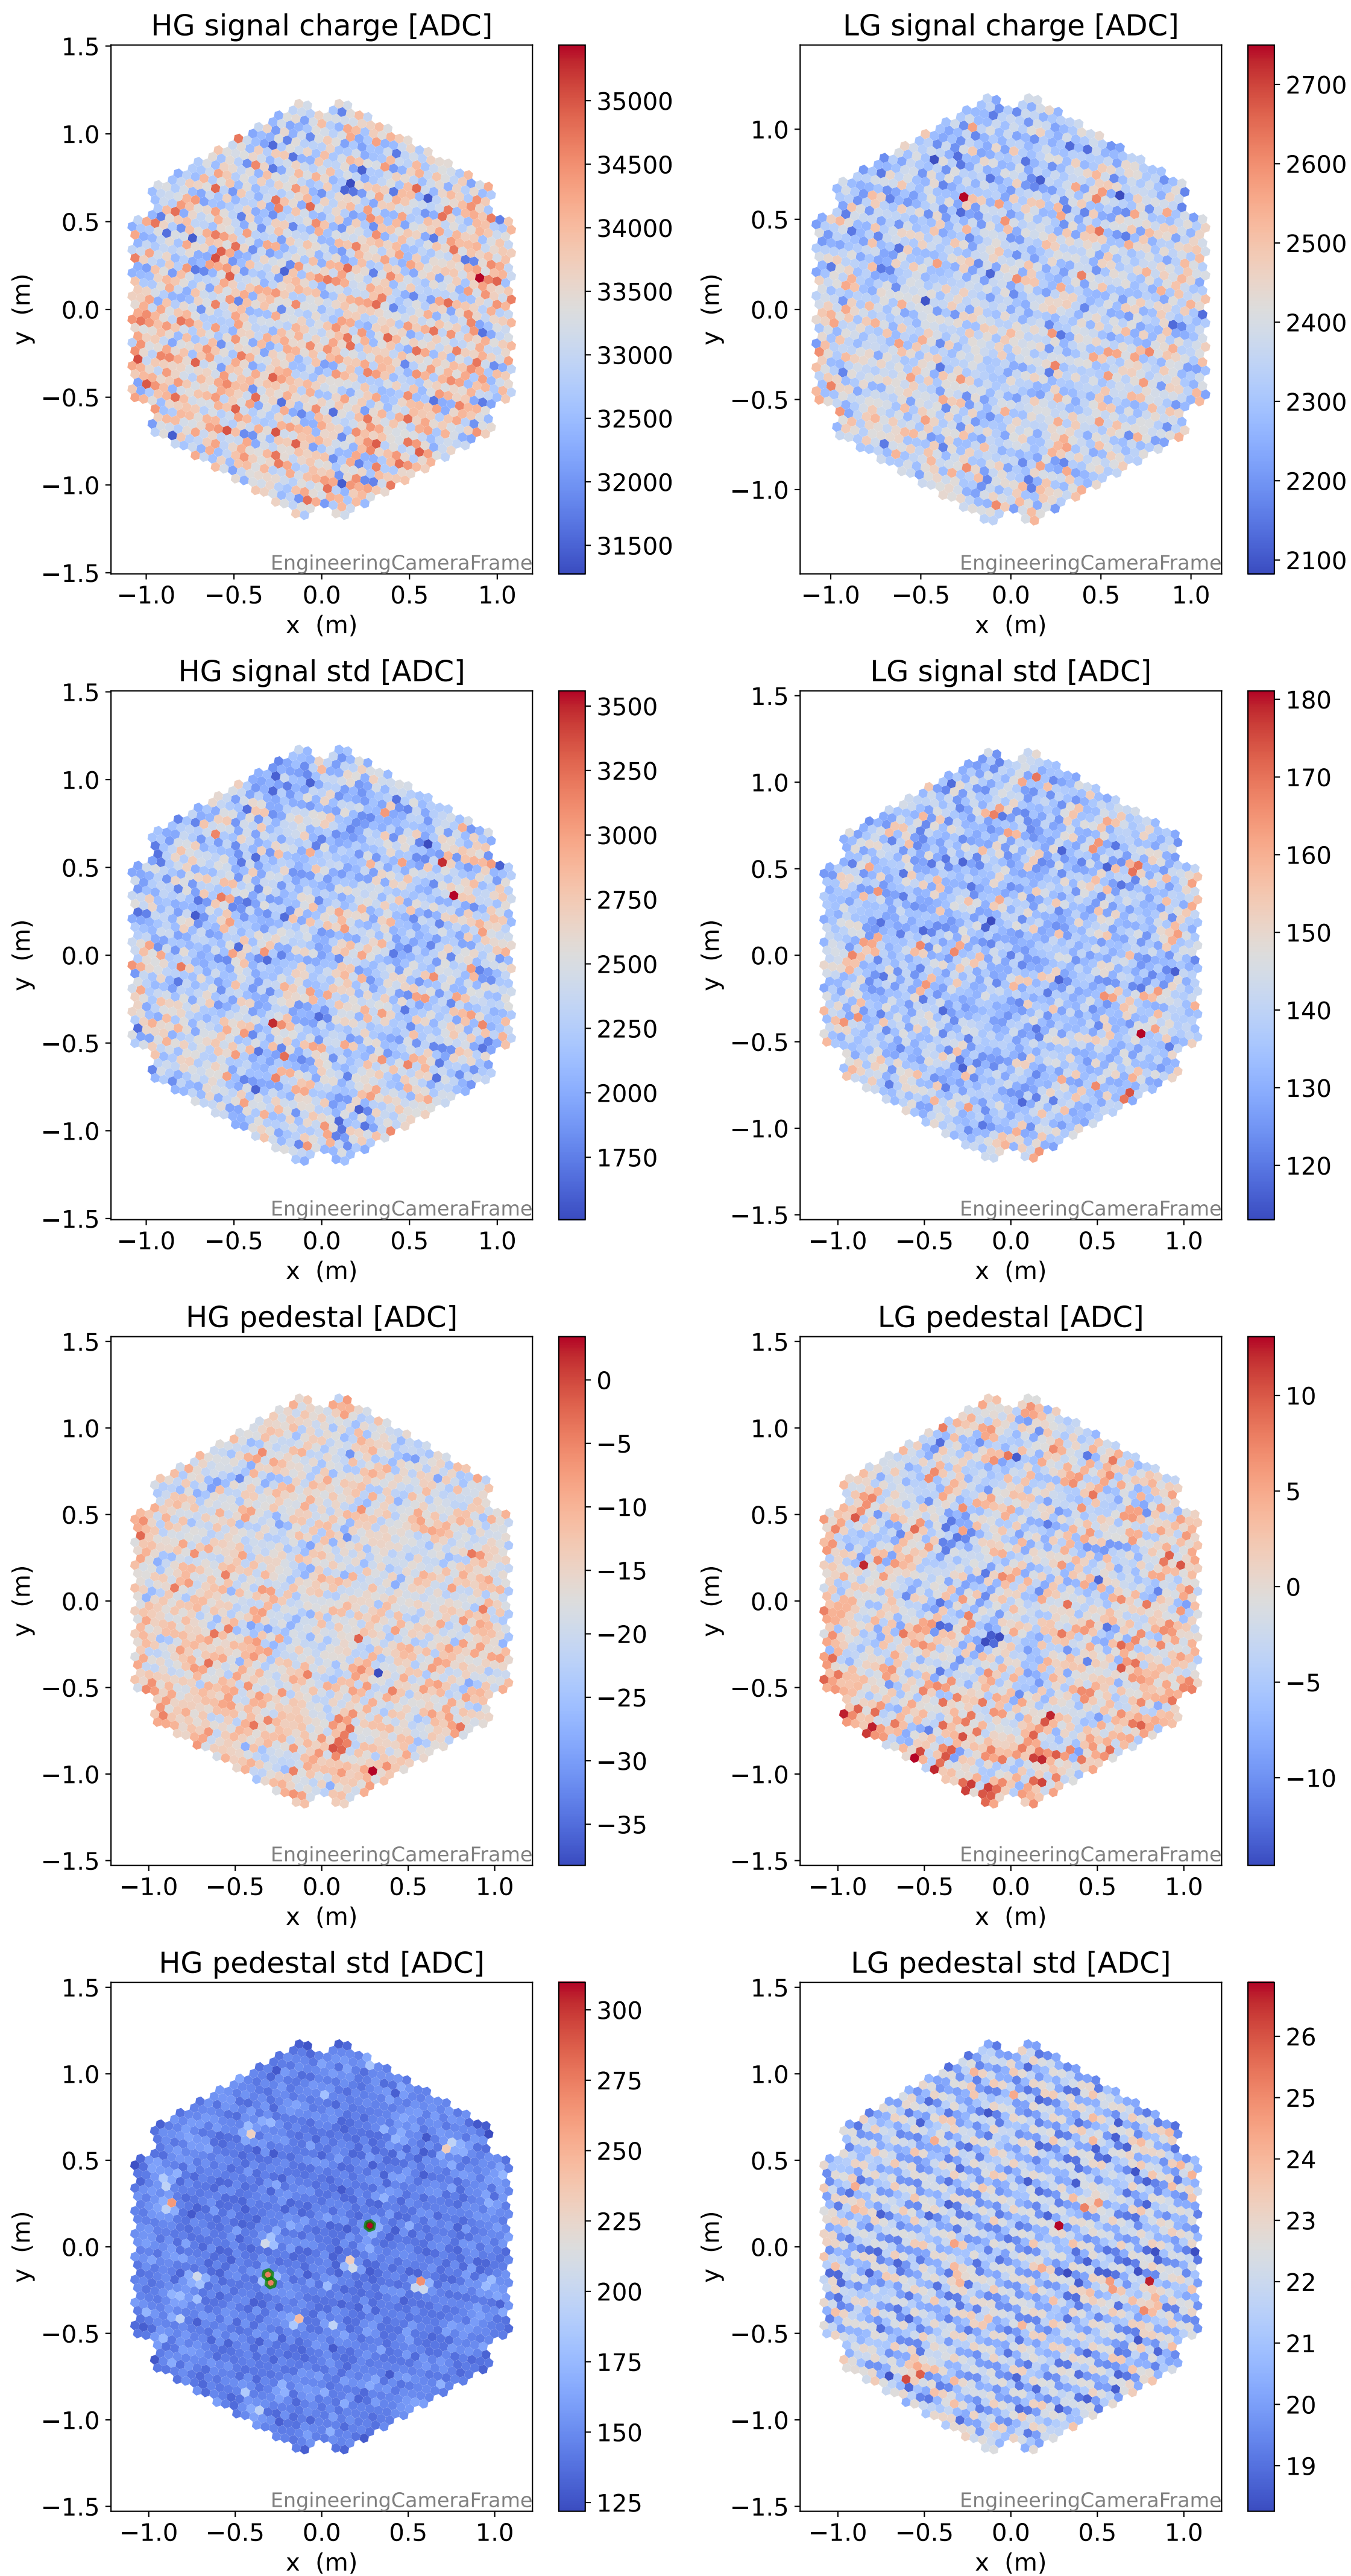 HG signal charge [ADC]
1.5
1.0
0.5
0.0
−0.5
−1.0
−1.5
y (m)
−1.0 −0.5 0.0 0.5 1.0
x (m)
EngineeringCameraFrame
35000
34500
34000
33500
33000
32500
32000
31500
LG signal charge [ADC]
1.0
0.5
0.0
−0.5
−1.0
y (m)
−1.0 −0.5 0.0 0.5 1.0
x (m)
EngineeringCameraFrame
2700
2600
2500
2400
2300
2200
2100
HG signal std [ADC]
1.5
1.0
0.5
0.0
−0.5
−1.0
−1.5
y (m)
−1.0 −0.5 0.0 0.5 1.0
x (m)
EngineeringCameraFrame
3500
3250
3000
2750
2500
2250
2000
1750
LG signal std [ADC]
1.5
1.0
0.5
0.0
−0.5
−1.0
−1.5
y (m)
−1.0 −0.5 0.0 0.5 1.0
x (m)
EngineeringCameraFrame
180
170
160
150
140
130
120
HG pedestal [ADC]
1.5
1.0
0.5
0.0
−0.5
−1.0
−1.5
y (m)
−1.0 −0.5 0.0 0.5 1.0
x (m)
EngineeringCameraFrame
0
−5
−10
−15
−20
−25
−30
−35
LG pedestal [ADC]
1.5
1.0
0.5
0.0
−0.5
−1.0
−1.5
y (m)
−1.0 −0.5 0.0 0.5 1.0
x (m)
EngineeringCameraFrame
10
5
0
−5
−10
HG pedestal std [ADC]
1.5
1.0
0.5
0.0
−0.5
−1.0
−1.5
y (m)
−1.0 −0.5 0.0 0.5 1.0
x (m)
EngineeringCameraFrame
300
275
250
225
200
175
150
125
LG pedestal std [ADC]
1.5
1.0
0.5
0.0
−0.5
−1.0
−1.5
y (m)
−1.0 −0.5 0.0 0.5 1.0
x (m)
EngineeringCameraFrame
26
25
24
23
22
21
20
19